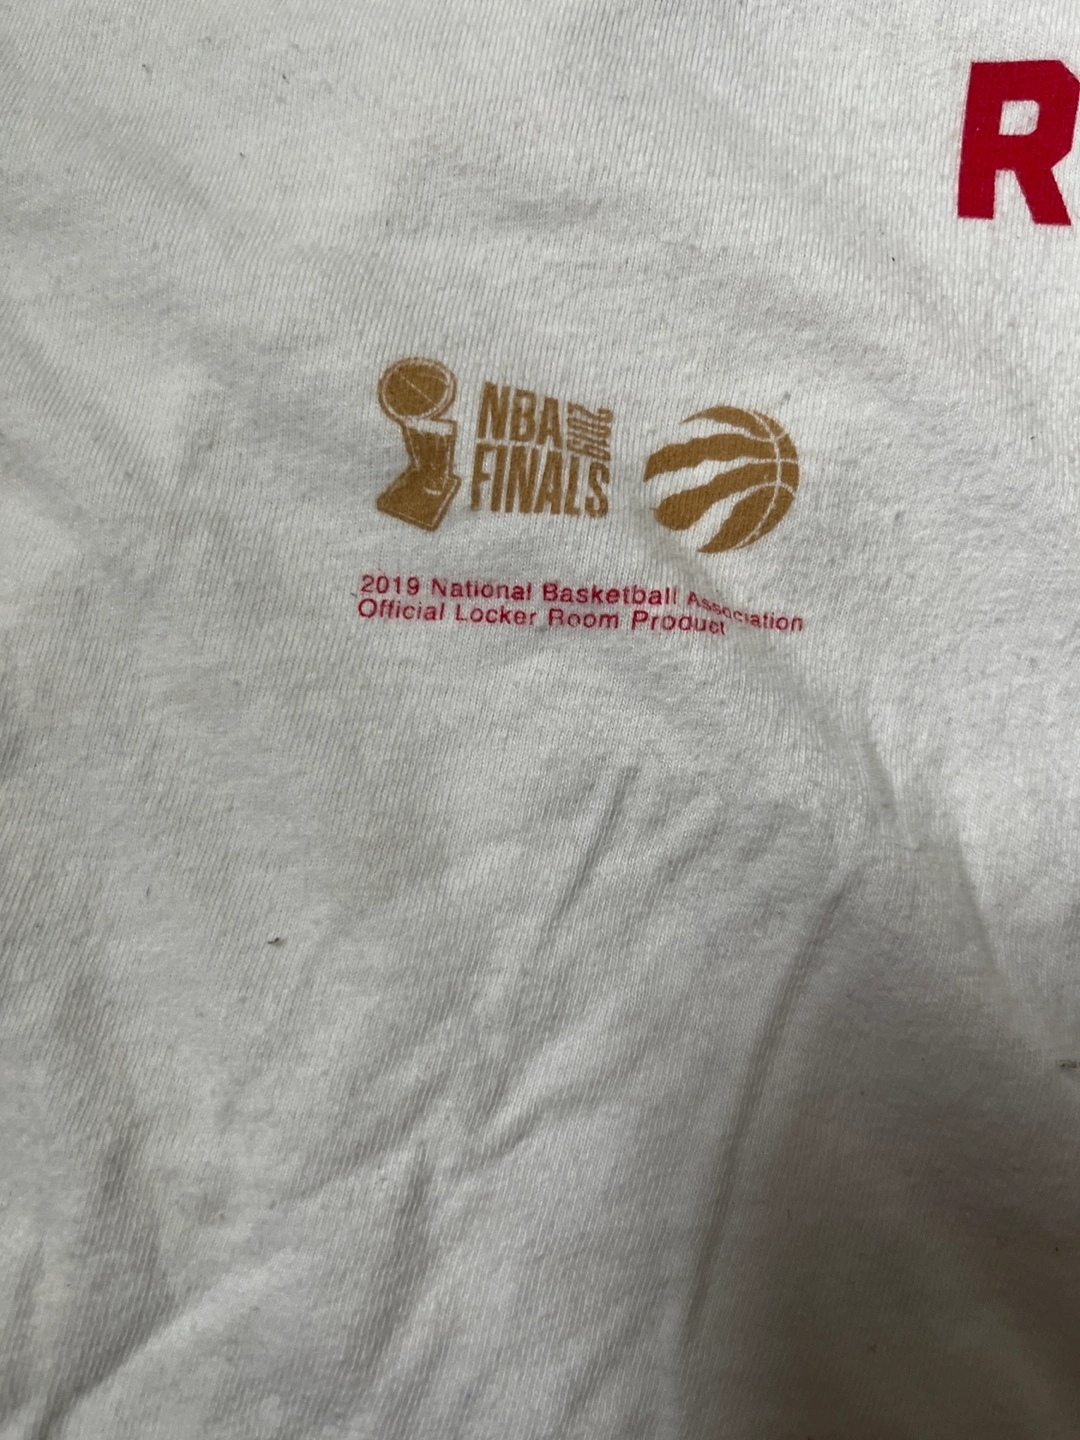 R
NBA 2019
FINALS
2019 National Basketball Association
Official Locker Room Product